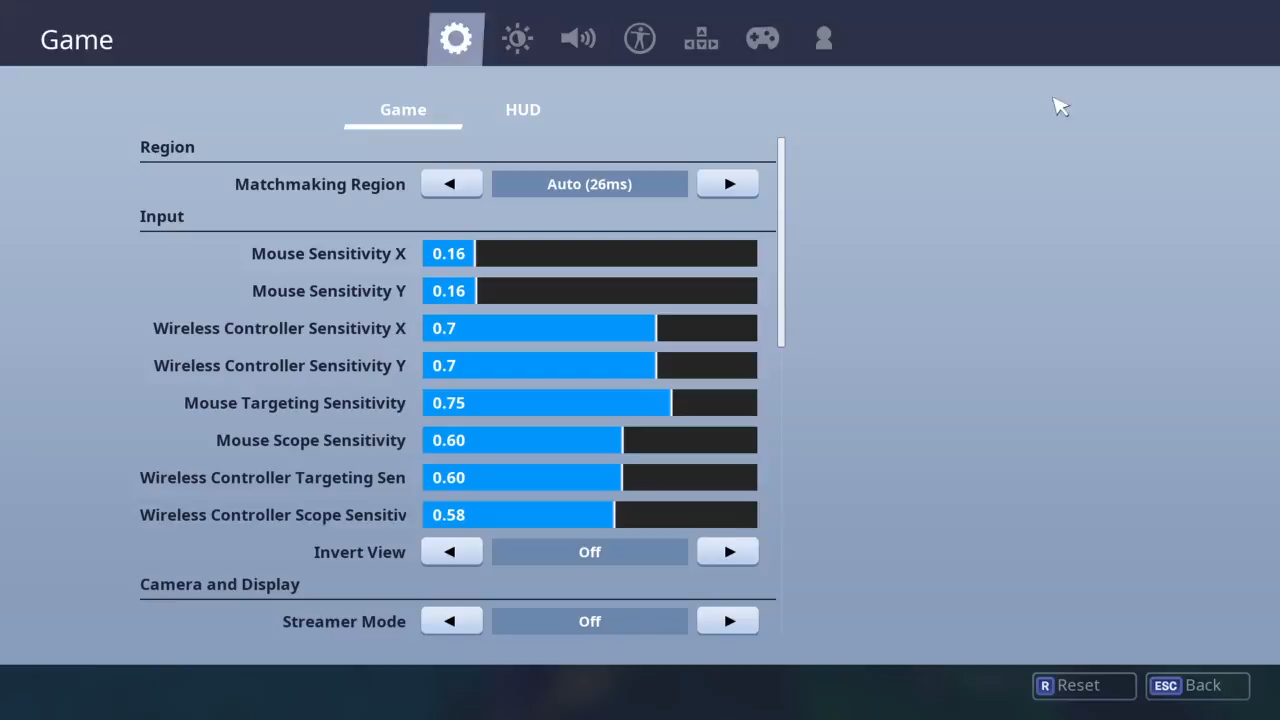 Game
Game HUD
Region
Matchmaking Region Auto (26ms)
Input
Mouse Sensitivity X 0.16
Mouse Sensitivity Y 0.16
Wireless Controller Sensitivity X 0.7
Wireless Controller Sensitivity Y 0.7
Mouse Targeting Sensitivity 0.75
Mouse Scope Sensitivity 0.60
Wireless Controller Targeting Sen 0.60
Wireless Controller Scope Sensitiv 0.58
Invert View Off
Camera and Display
Streamer Mode Off
R Reset ESC Back